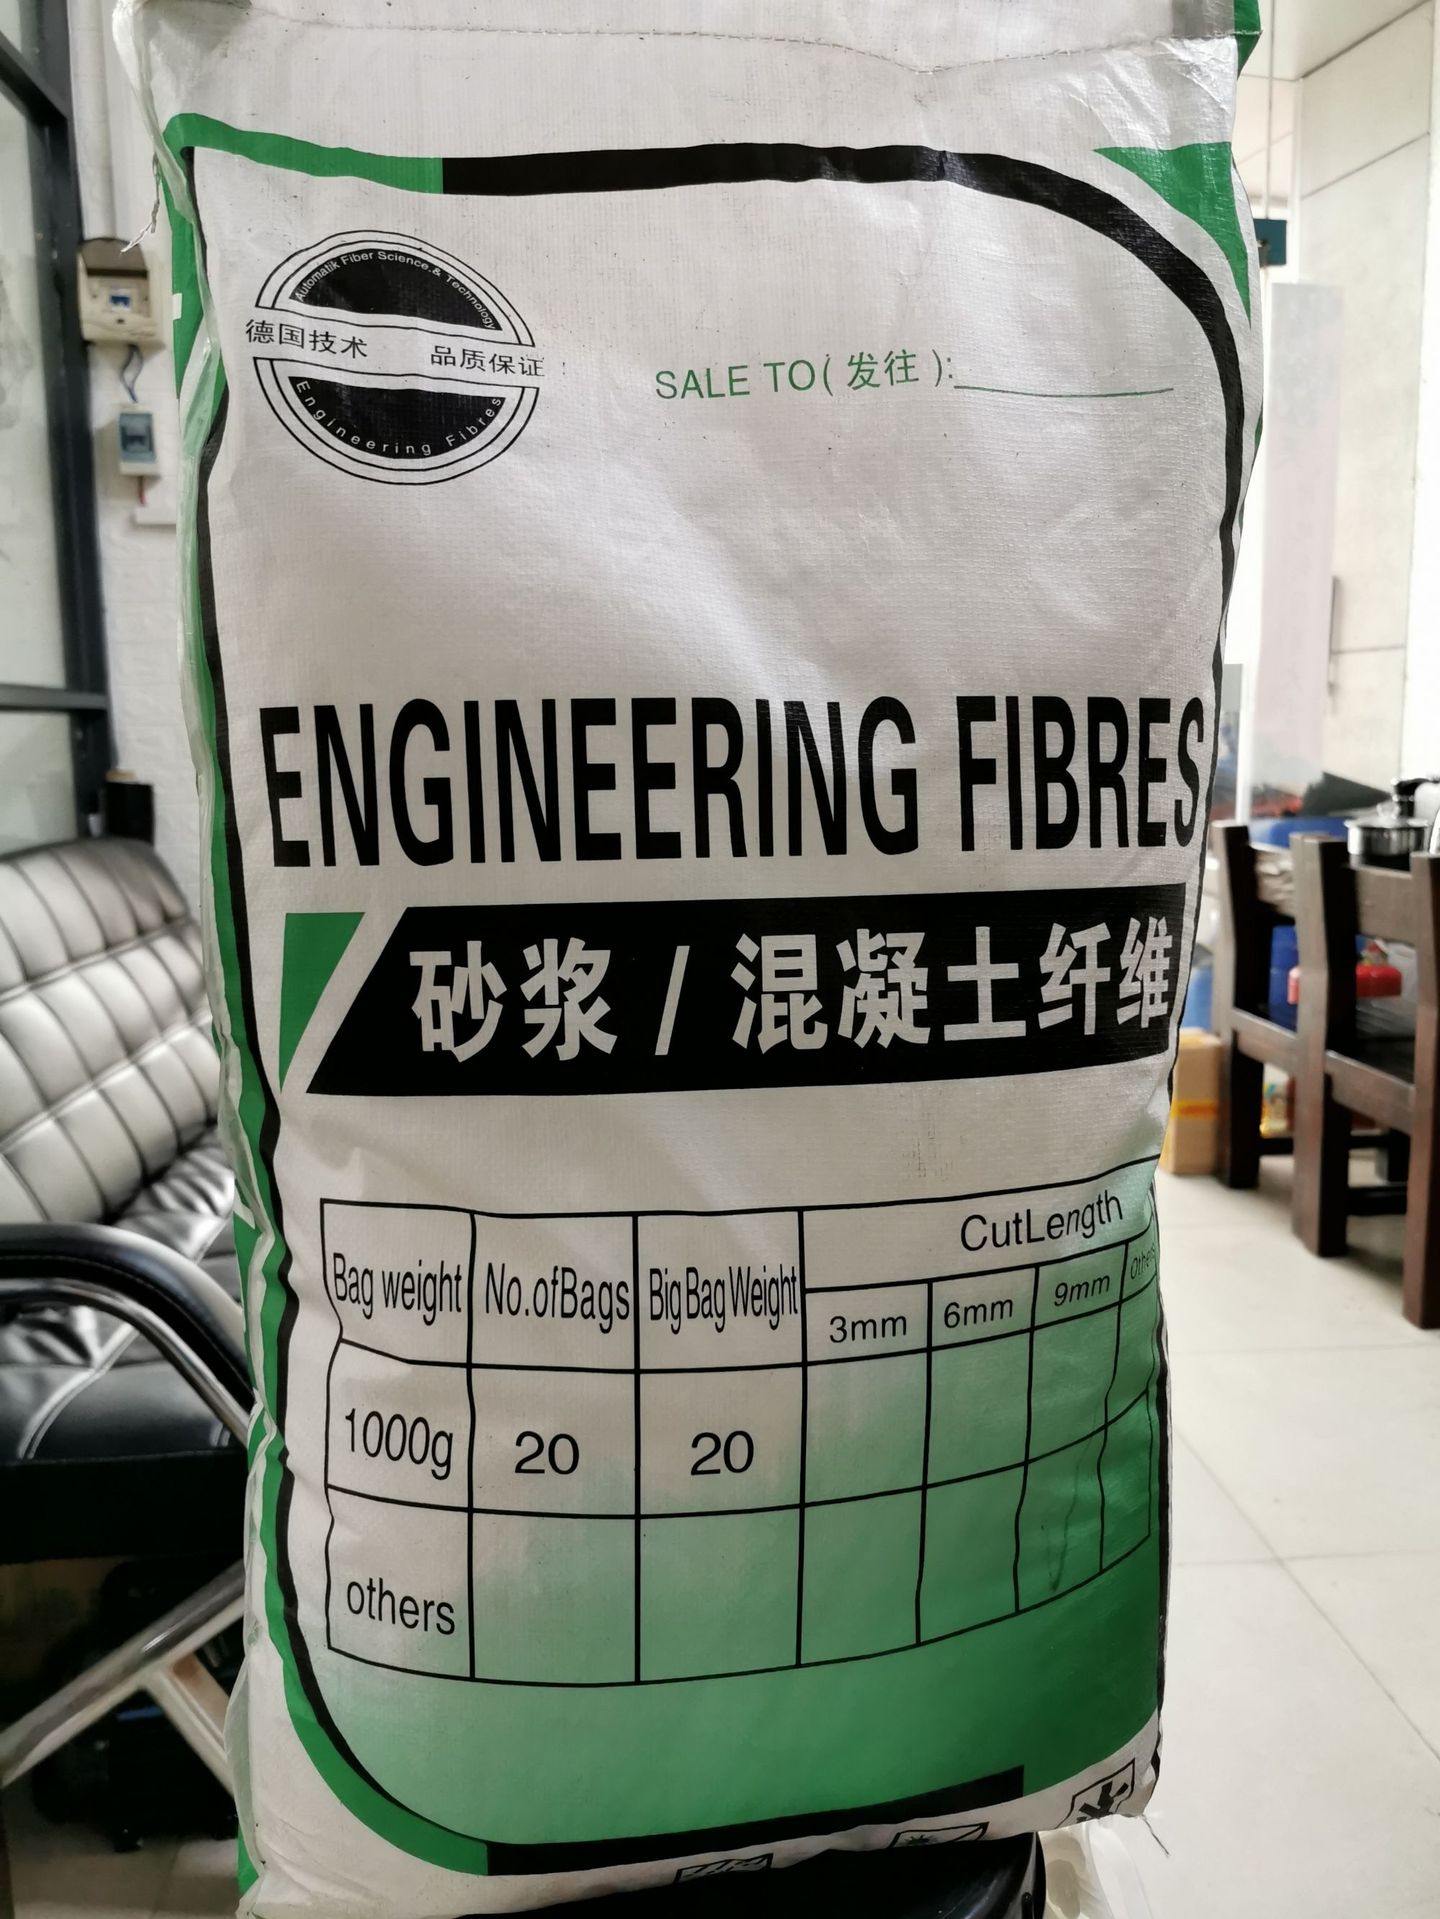 Automatik Fiber Science & Technology
德国技术 品质保证
Engineering Fibres
SALE TO(发往):
ENGINEERING FIBRES
砂浆/混凝土纤维
Bag weight No.ofBags Big Bag Weight CutLength
3mm 6mm 9mm Others
1000g 20 20
others